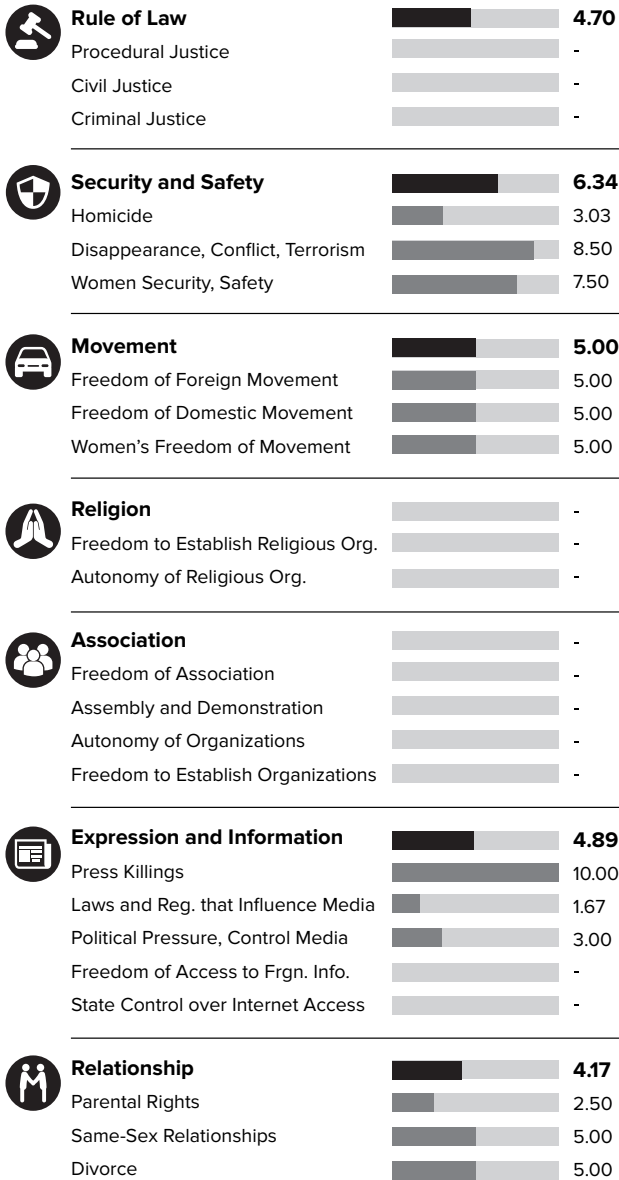 Rule of Law 4.70
Procedural Justice -
Civil Justice -
Criminal Justice -
Security and Safety 6.34
Homicide 3.03
Disappearance, Conflict, Terrorism 8.50
Women Security, Safety 7.50
Movement 5.00
Freedom of Foreign Movement 5.00
Freedom of Domestic Movement 5.00
Women’s Freedom of Movement 5.00
Religion -
Freedom to Establish Religious Org. -
Autonomy of Religious Org. -
Association -
Freedom of Association -
Assembly and Demonstration -
Autonomy of Organizations -
Freedom to Establish Organizations -
Expression and Information 4.89
Press Killings 10.00
Laws and Reg. that Influence Media 1.67
Political Pressure, Control Media 3.00
Freedom of Access to Frgn. Info. -
State Control over Internet Access -
Relationship 4.17
Parental Rights 2.50
Same-Sex Relationships 5.00
Divorce 5.00